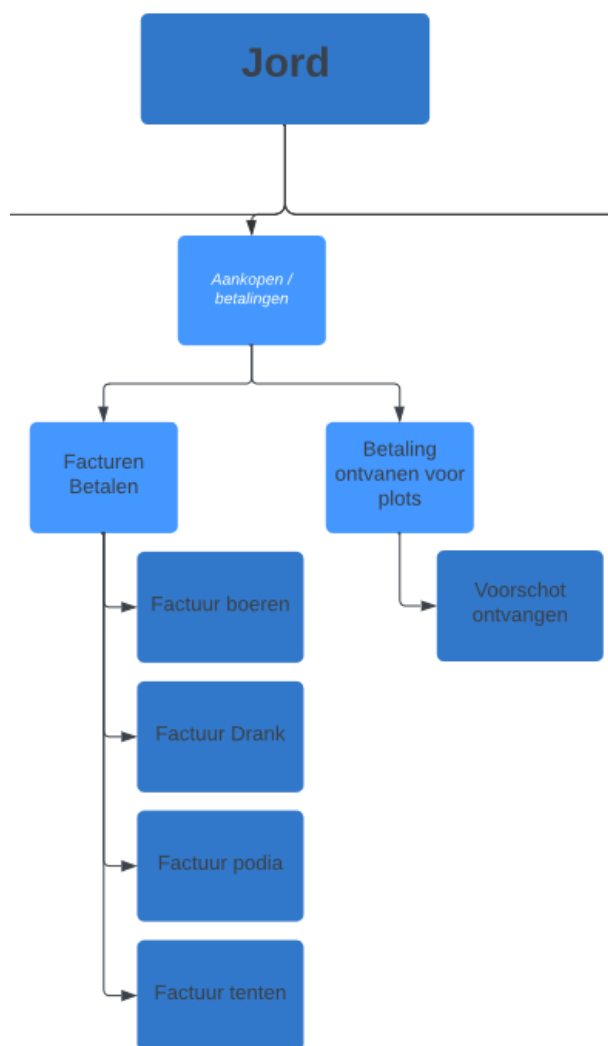 Jord
Aankopen /
betalingen
Facturen
Betalen
Betaling
ontvanen voor
plots
Factuur boeren
Voorschot
ontvangen
Factuur Drank
Factuur podia
Factuur tenten